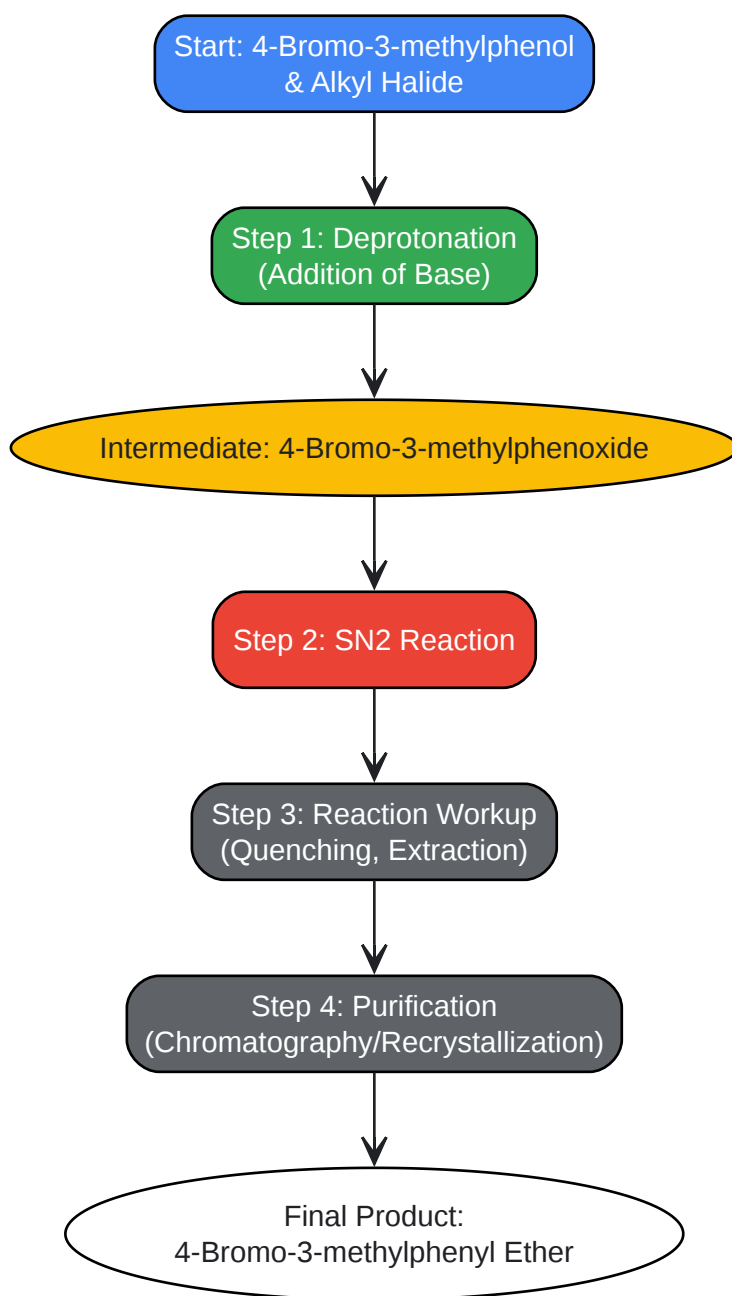 Start: 4-Bromo-3-methylphenol
& Alkyl Halide
Step 1: Deprotonation
(Addition of Base)
Intermediate: 4-Bromo-3-methylphenoxide
Step 2: SN2 Reaction
Step 3: Reaction Workup
(Quenching, Extraction)
Step 4: Purification
(Chromatography/Recrystallization)
Final Product:
4-Bromo-3-methylphenyl Ether